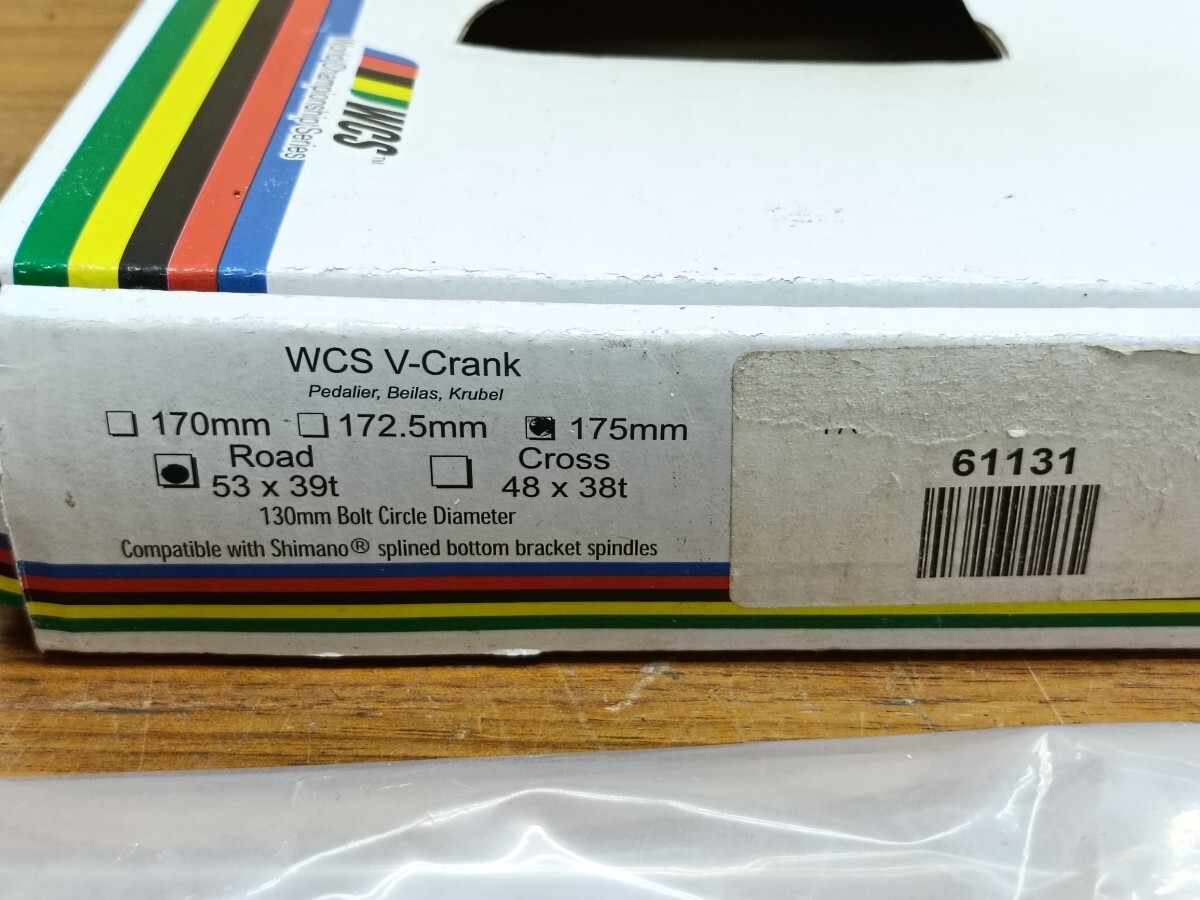 WCS™
World Championship Series
WCS V-Crank
Pedalier, Beilas, Krubel
170mm 172.5mm 175mm
Road Cross
53 x 39t 48 x 38t
130mm Bolt Circle Diameter
Compatible with Shimano® splined bottom bracket spindles
61131